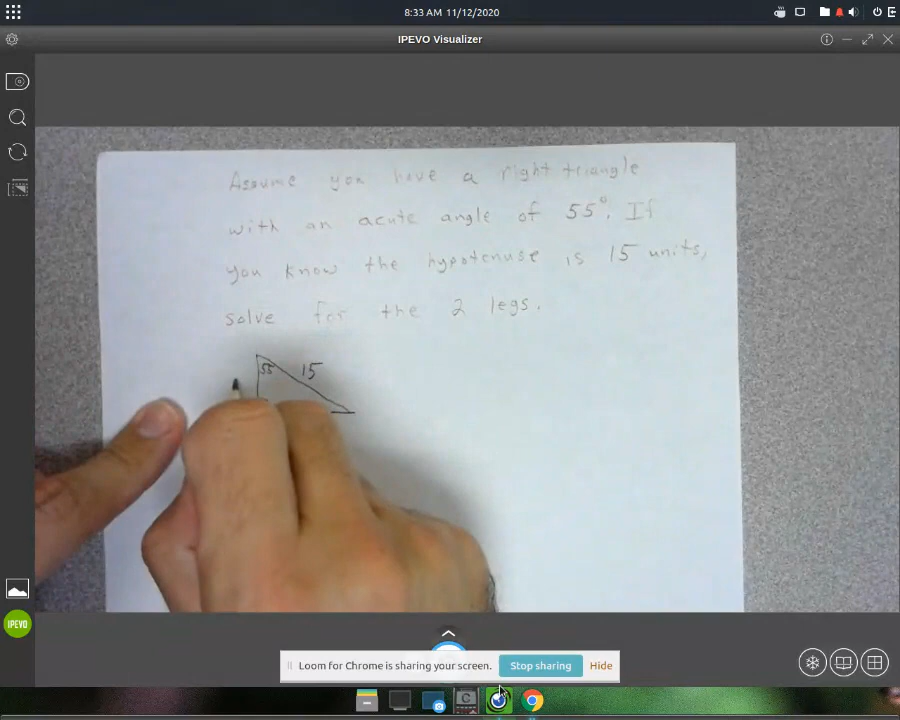 8:33 AM 11/12/2020
IPEVO Visualizer
Assume you have a right triangle
with an acute angle of 55°. If
you know the hypotenuse is 15 units,
solve for the 2 legs.
55 15
IPEVO
Loom for Chrome is sharing your screen. Stop sharing Hide
C